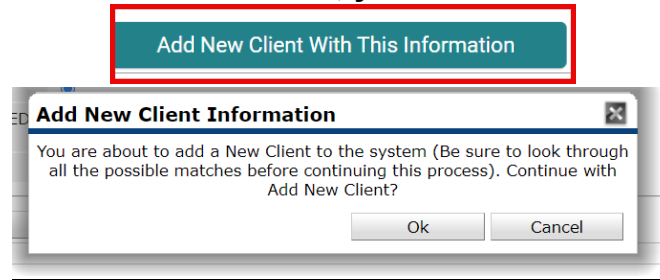 Add New Client With This Information
ED
Add New Client Information
You are about to add a New Client to the system (Be sure to look through
all the possible matches before continuing this process). Continue with
Add New Client?
Ok Cancel